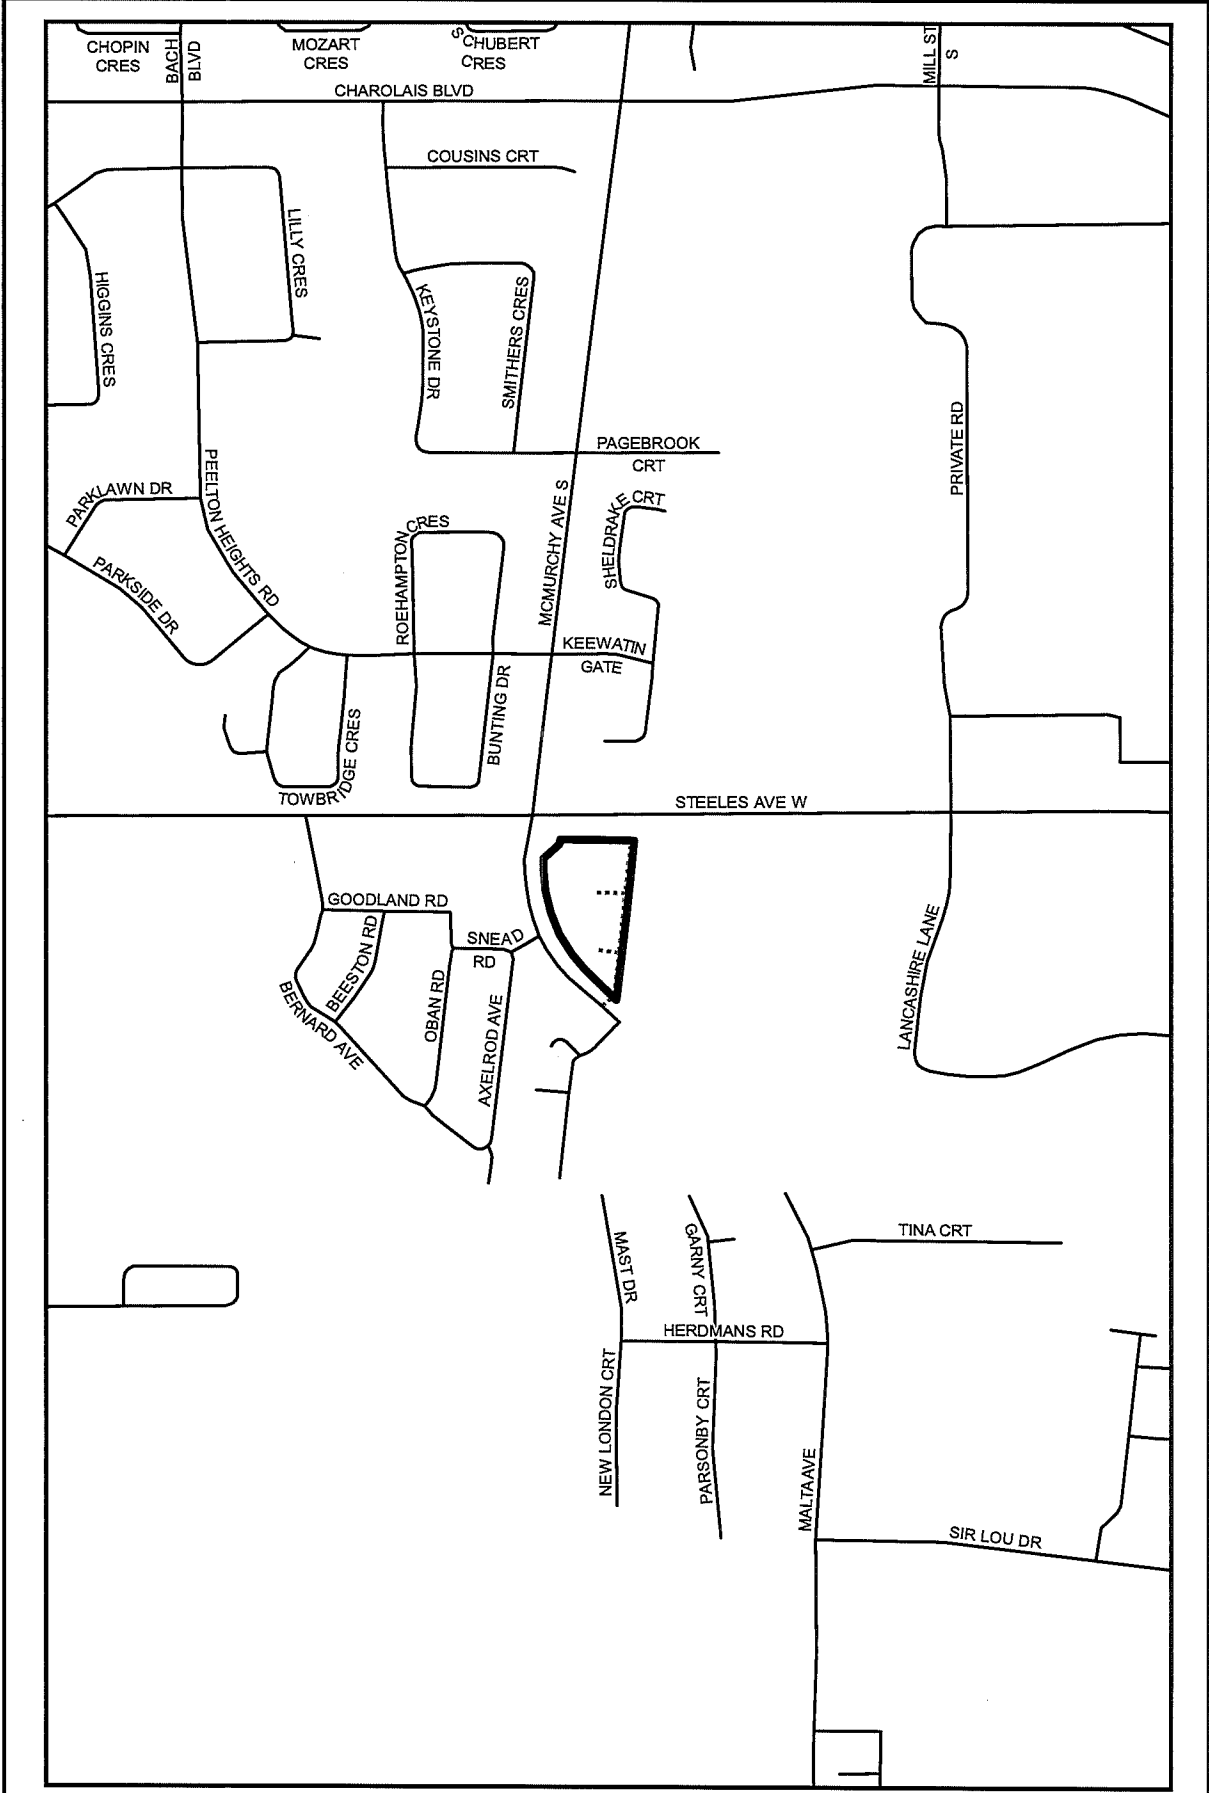 CHOPIN
CRES
BACH
BLVD
MOZART
CRES
SCHUBERT
CRES
MILL ST
S
CHAROLAIS BLVD
COUSINS CRT
LILLY CRES
HIGGINS CRES
KEYSTONE DR
SMITHERS CRES
PRIVATE RD
PAGEBROOK
CRT
PARKLAWN DR
PEELTON HEIGHTS RD
MCMURCHY AVE S
SHELDRAKE CRT
ROEHAMPTON CRES
PARKSIDE DR
KEEWATIN
GATE
BUNTING DR
TOWBRIDGE CRES
STEELES AVE W
GOODLAND RD
BEESTON RD
SNEAD
RD
LANCASHIRE LANE
BERNARD AVE
OBAN RD
AXELROD AVE
MAST DR
GARNY CRT
TINA CRT
HERDMANS RD
NEW LONDON CRT
PARSONBY CRT
MALTA AVE
SIR LOU DR